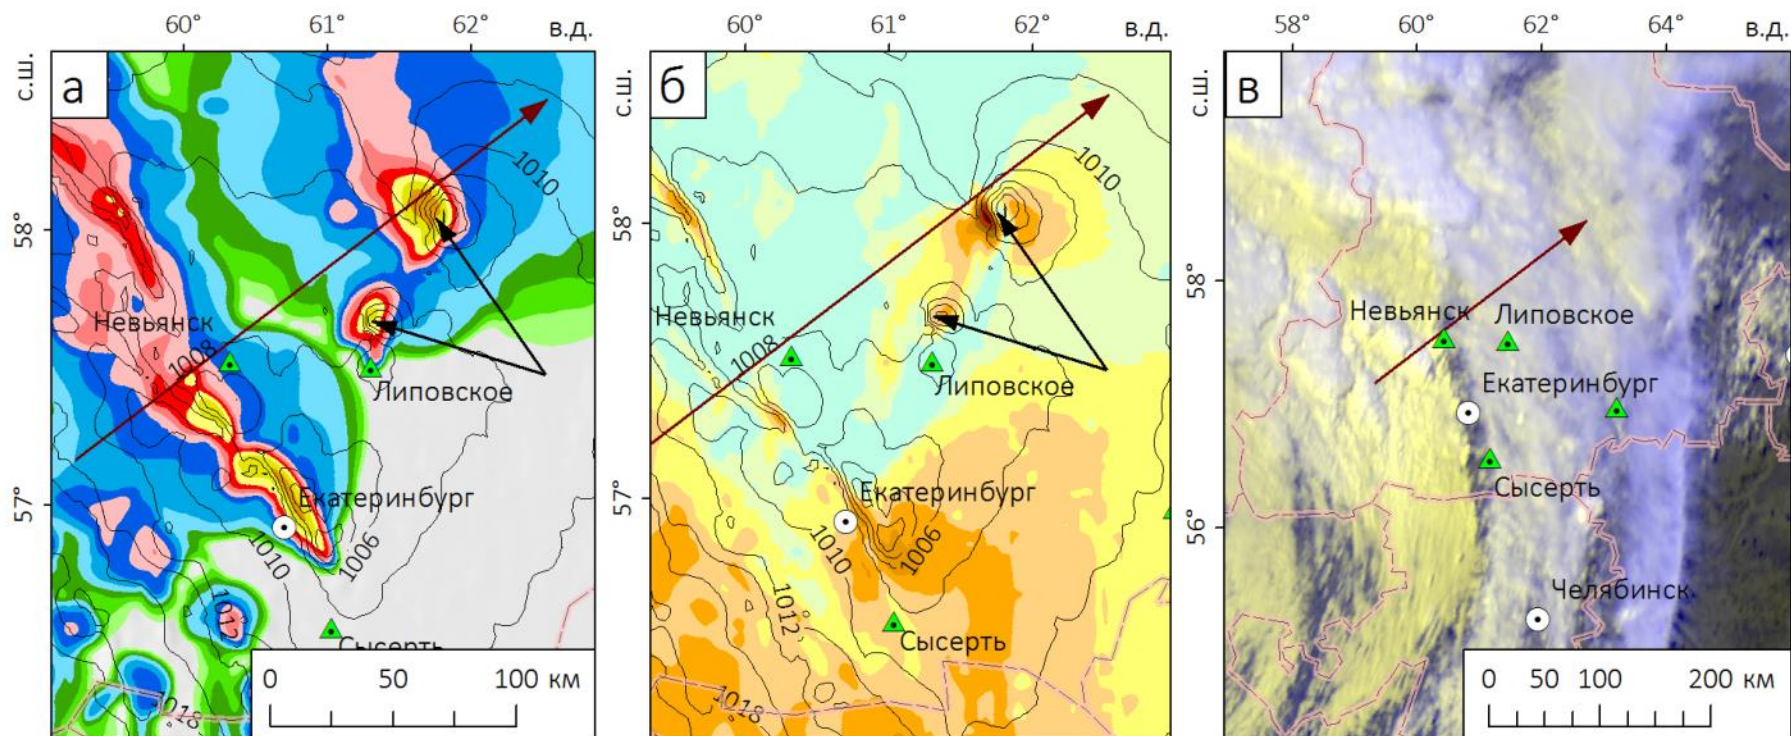 60° 61° 62° в.д.
с.ш.
а
58°
57°
1010
Невьянск
1008
Липовское
Екатеринбург
1010
1006
1012
Сысерть
1018
0 50 100 км
60° 61° 62° в.д.
с.ш.
б
58°
57°
1010
Невьянск
1008
Липовское
Екатеринбург
1010
1006
1012
Сысерть
1018
58° 60° 62° 64° в.д.
с.ш.
в
58°
56°
Невьянск
Липовское
Екатеринбург
Сысерть
Челябинск
0 50 100 200 км